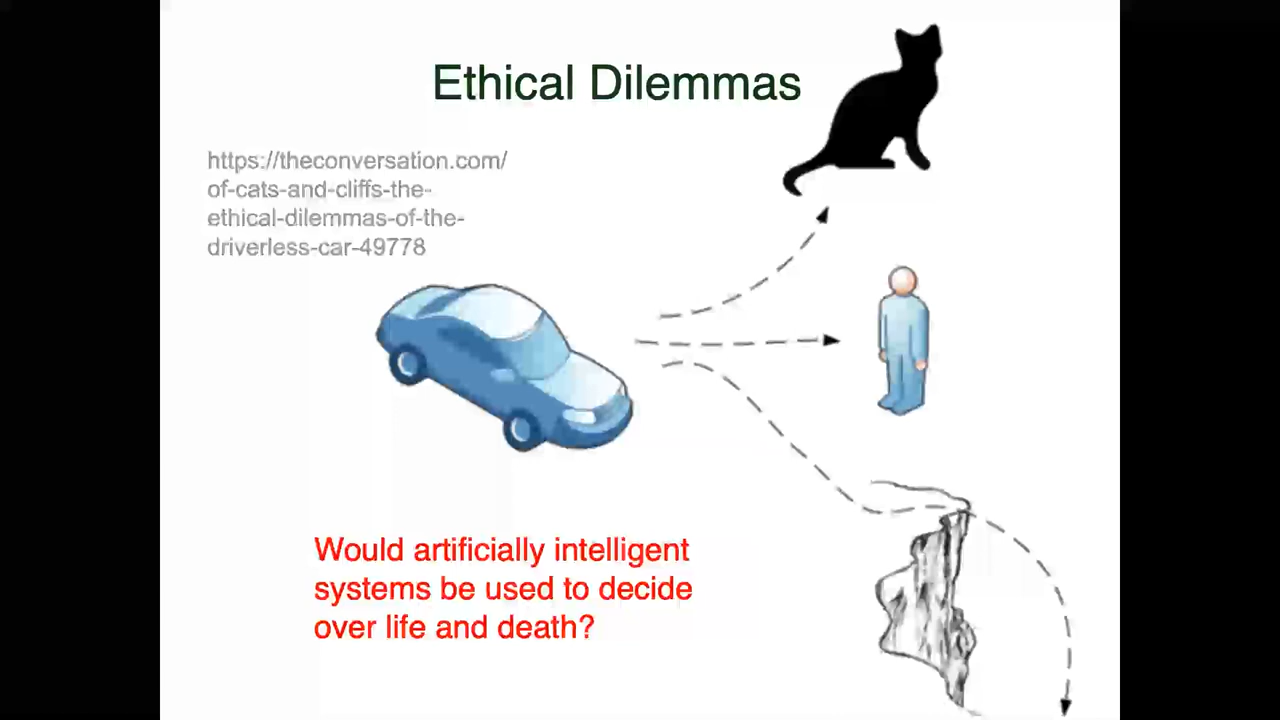 Ethical Dilemmas
https://theconversation.com/
of-cats-and-cliffs-the-
ethical-dilemmas-of-the-
driverless-car-49778
Would artificially intelligent
systems be used to decide
over life and death?